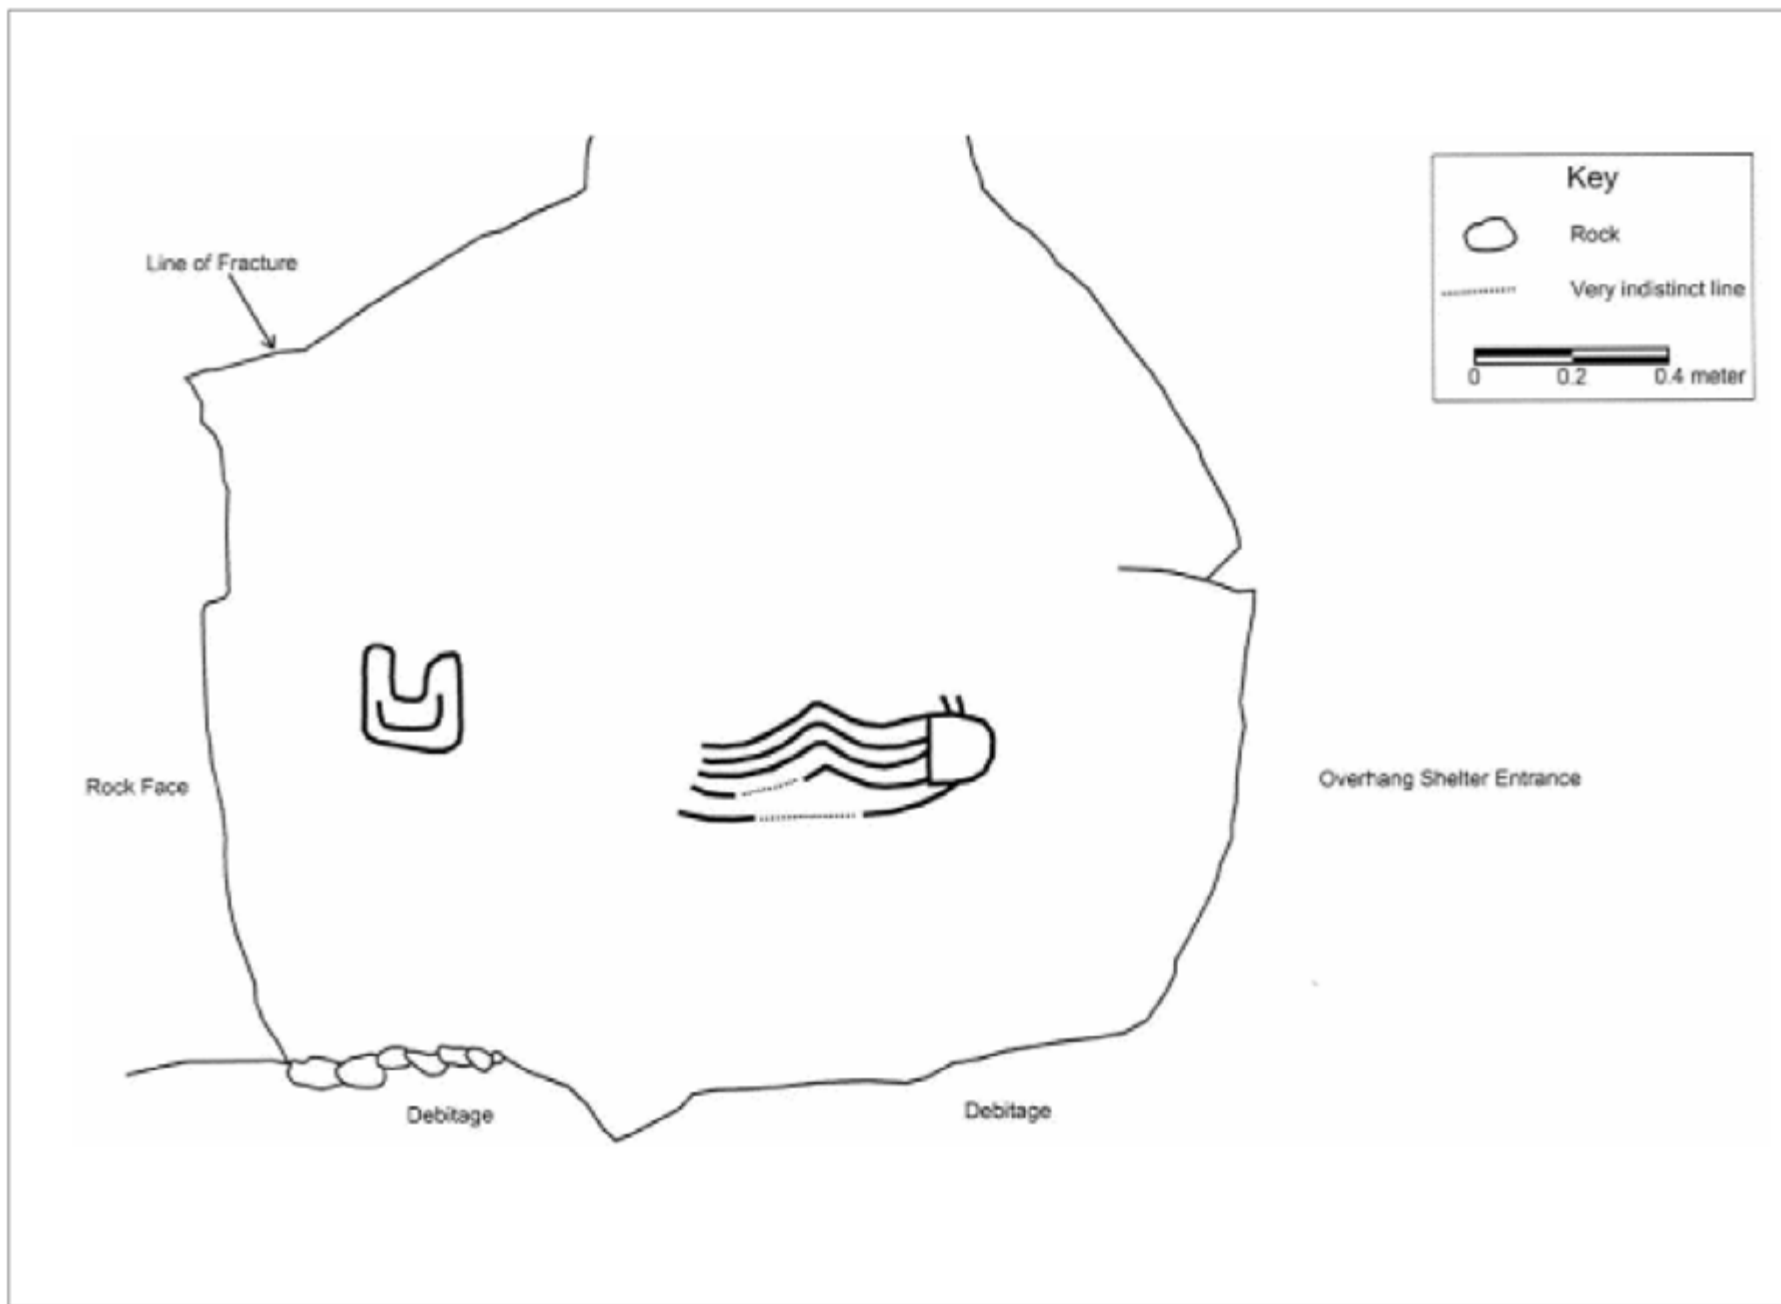 Key
Rock
Very indistinct line
0 0.2 0.4 meter
Line of Fracture
Rock Face
Overhang Shelter Entrance
Debitage
Debitage